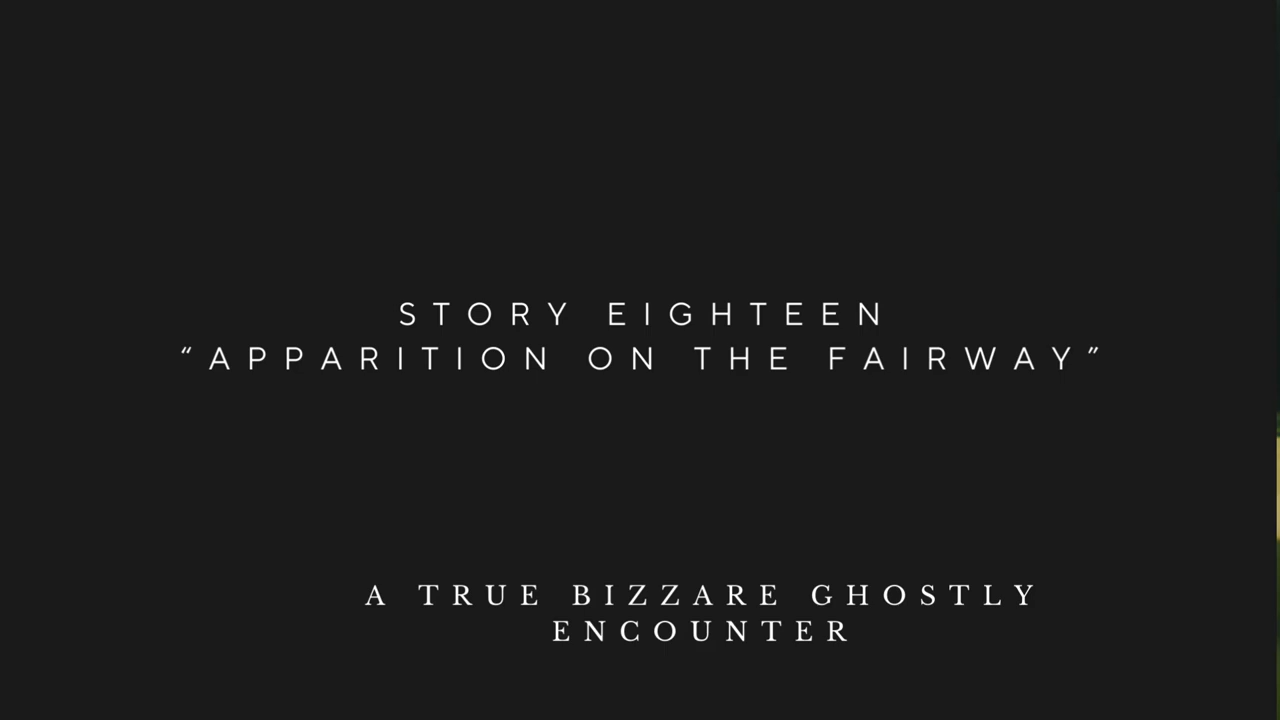 STORY EIGHTEEN
“APPARITION ON THE FAIRWAY”
A TRUE BIZZARE GHOSTLY
ENCOUNTER